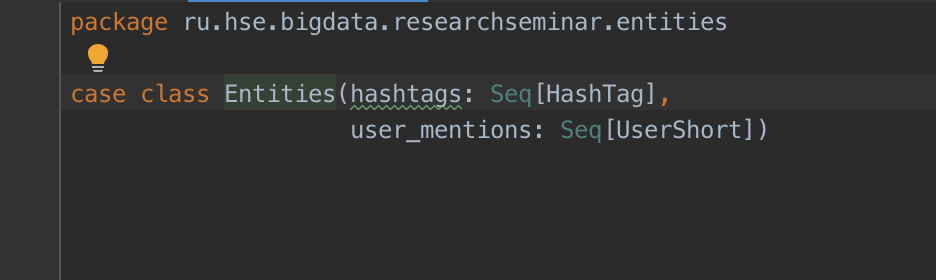 package ru.hse.bigdata.researchseminar.entities
case class Entities(hashtags: Seq[HashTag],
user_mentions: Seq[UserShort])